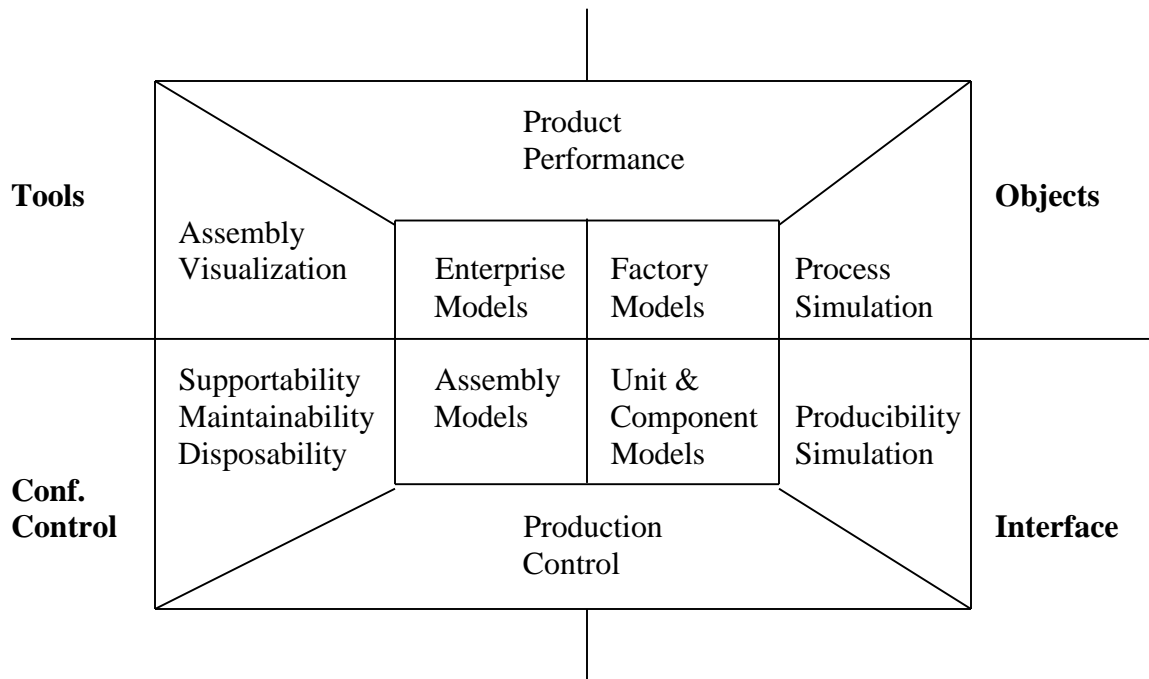 Product
Performance
Tools
Objects
Assembly
Visualization
Enterprise
Models
Factory
Models
Process
Simulation
Supportability
Maintainability
Disposability
Assembly
Models
Unit &
Component
Models
Producibility
Simulation
Conf.
Control
Production
Control
Interface